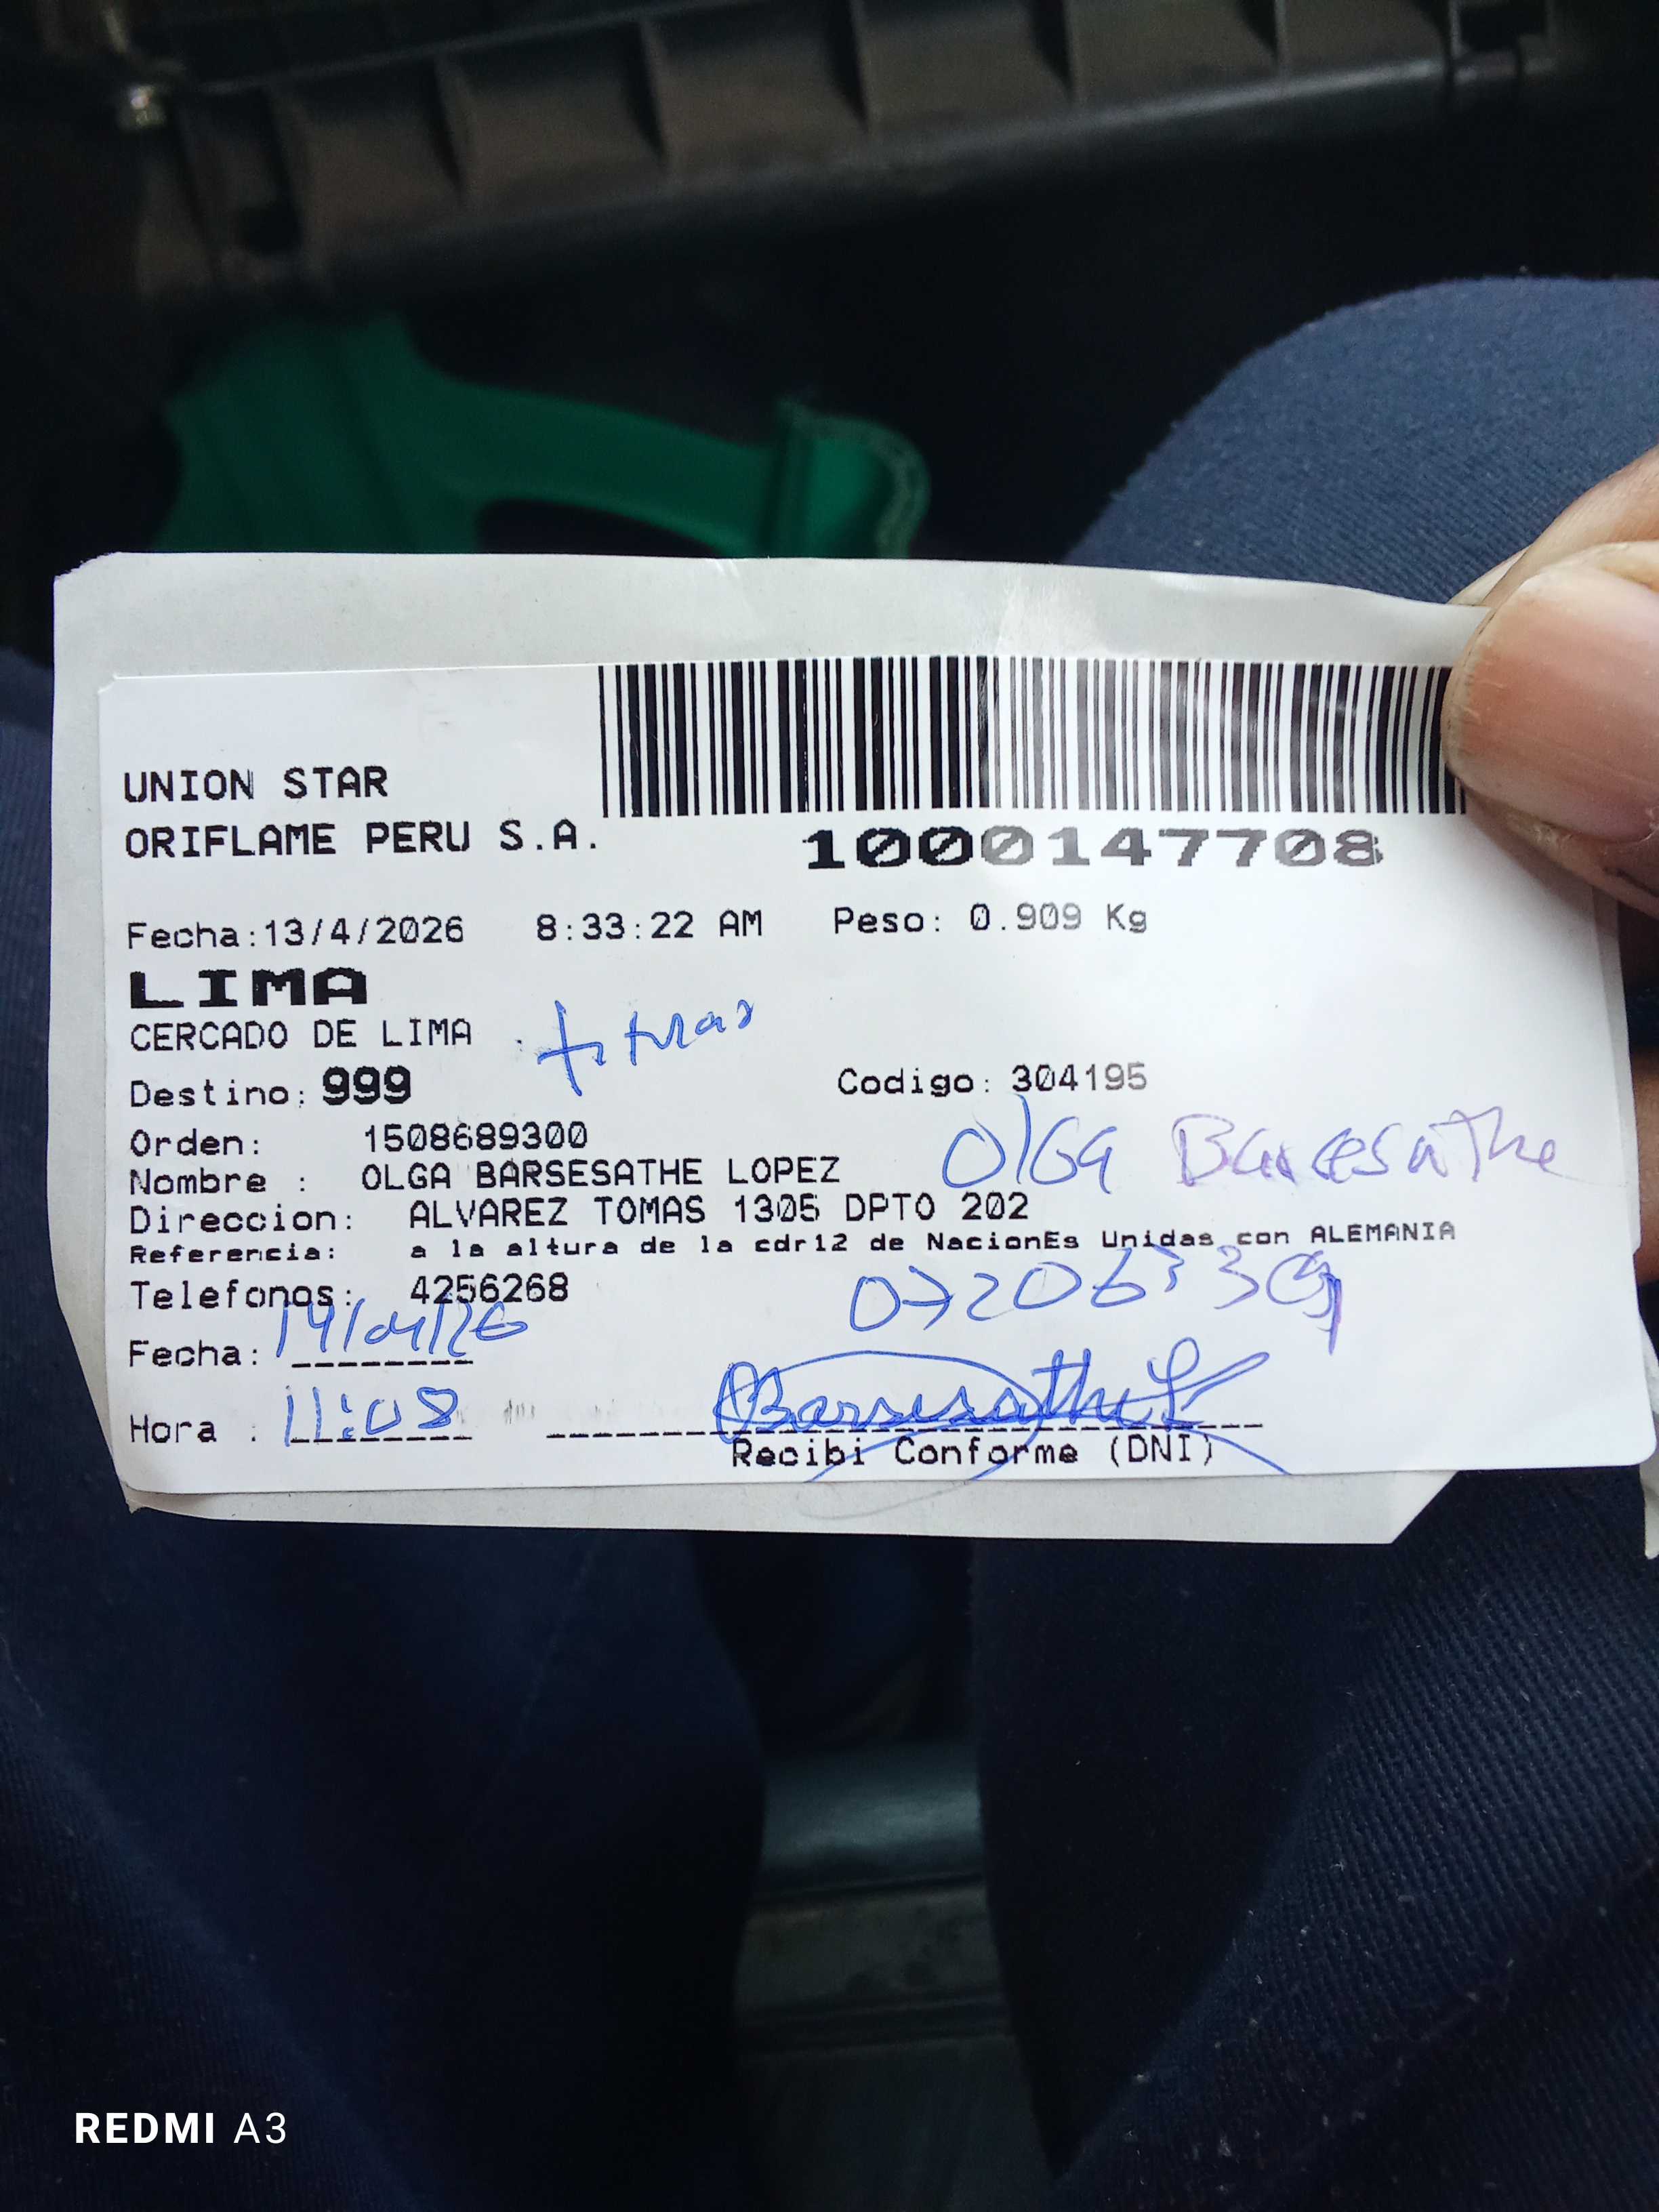 UNION STAR
ORIFLAME PERU S.A.
1000147708
Fecha:13/4/2026 8:33:22 AM Peso: 0.909 Kg
LIMA
CERCADO DE LIMA
Destino: 999 Codigo: 304195
Orden: 1508689300
Nombre : OLGA BARSESATHE LOPEZ
Olga Barsesathe
Direccion: ALVAREZ TOMAS 1305 DPTO 202
Referencia: a la altura de la cdr12 de NacionEs Unidas con ALEMANIA
Telefonos: 4256268
Fecha: 14/04/26
Hora : 11:08 Barsesathe L
Recibi Conforme (DNI)
REDMI A3